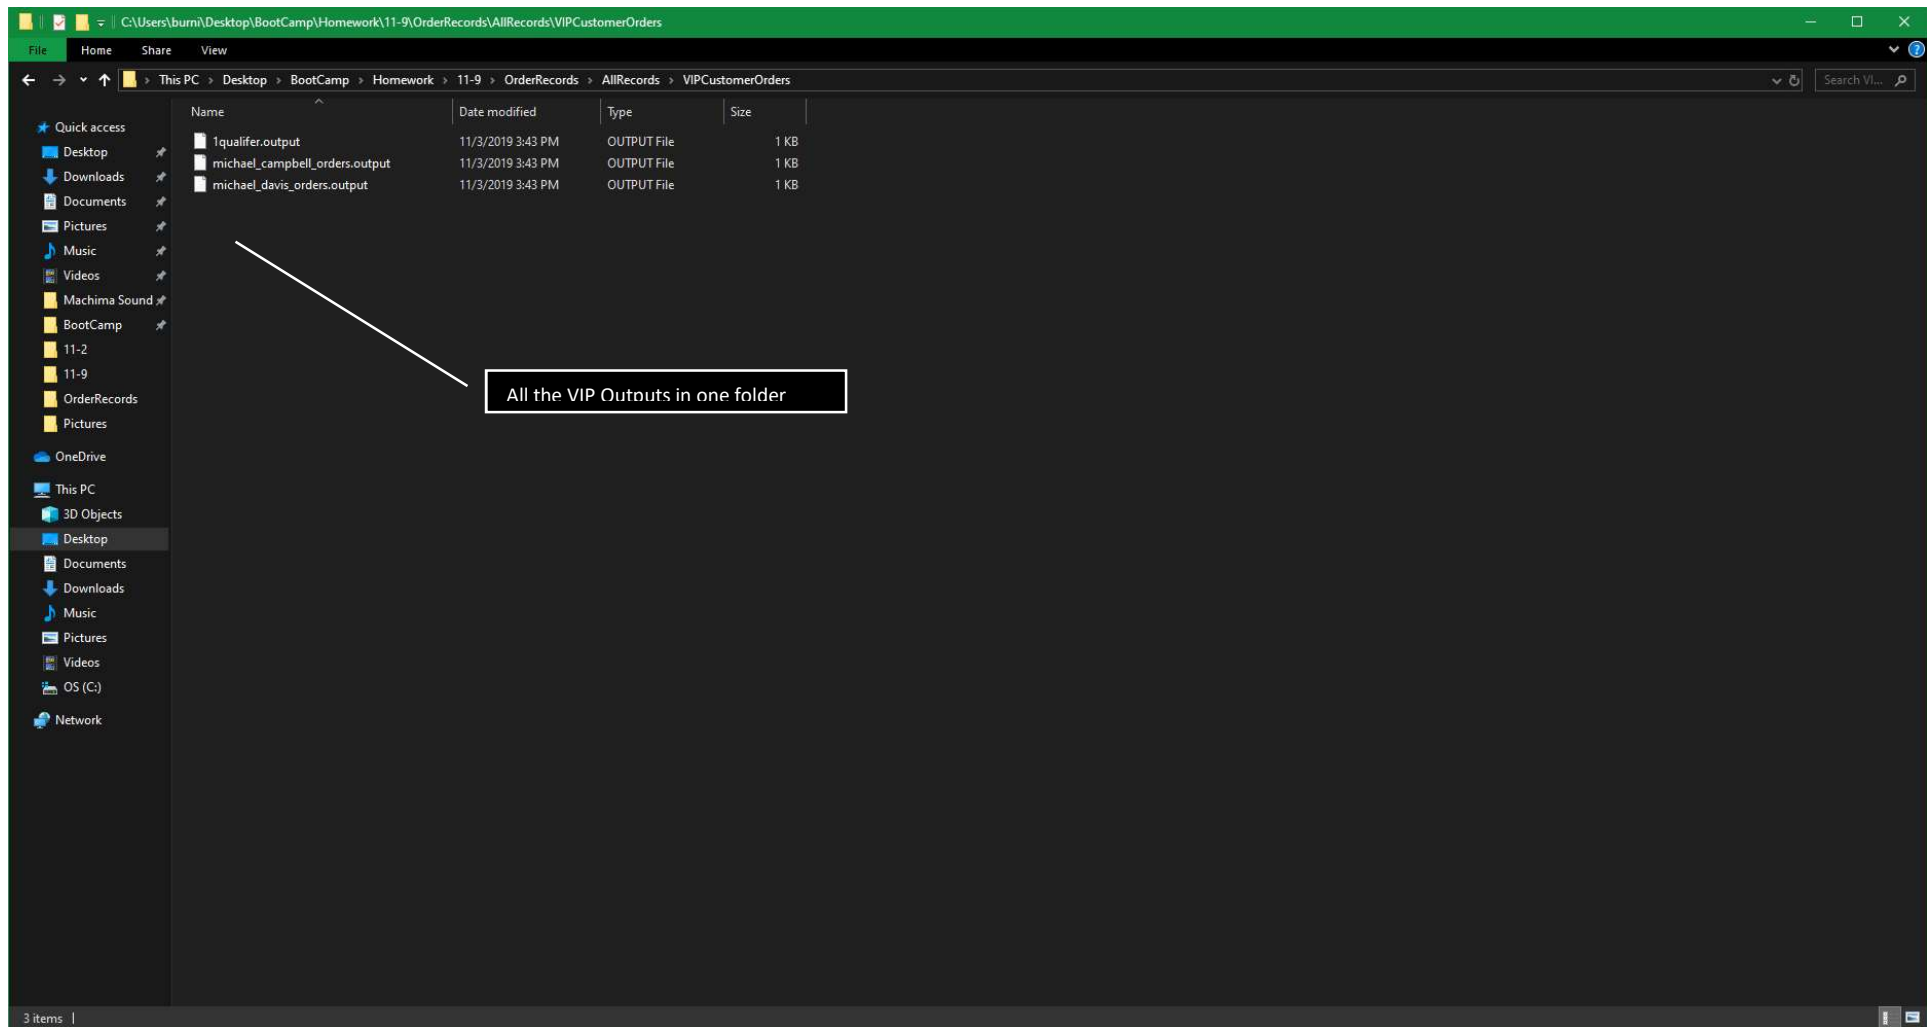 C:\Users\burni\Desktop\BootCamp\Homework\11-9\OrderRecords\AllRecords\VIPCustomerOrders
File Home Share View
This PC > Desktop > BootCamp > Homework > 11-9 > OrderRecords > AllRecords > VIPCustomerOrders
Search VI...
Name Date modified Type Size
1qualifer.output 11/3/2019 3:43 PM OUTPUT File 1 KB
michael_campbell_orders.output 11/3/2019 3:43 PM OUTPUT File 1 KB
michael_davis_orders.output 11/3/2019 3:43 PM OUTPUT File 1 KB
Quick access
Desktop
Downloads
Documents
Pictures
Music
Videos
Machima Sound
BootCamp
11-2
11-9
OrderRecords
Pictures
OneDrive
This PC
3D Objects
Desktop
Documents
Downloads
Music
Pictures
Videos
OS (C:)
Network
All the VIP Outputs in one folder
3 items